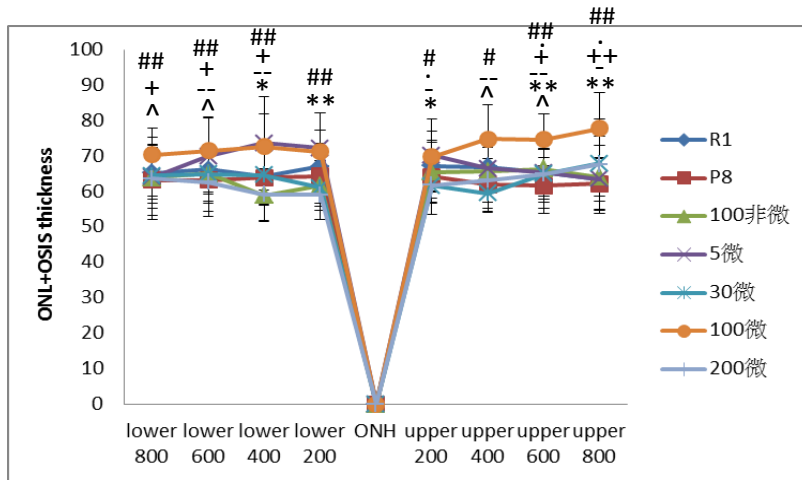 ONL+OSIS thickness
100
90
80
70
60
50
40
30
20
10
0
##
+
^
##
+
--
^
##
+
--
*
##
**
#
.
-
*
#
--
^
##
.
+
--
**
^
##
.
++
-
**
lower 800
lower 600
lower 400
lower 200
ONH
upper 200
upper 400
upper 600
upper 800
R1
P8
100非微
5微
30微
100微
200微